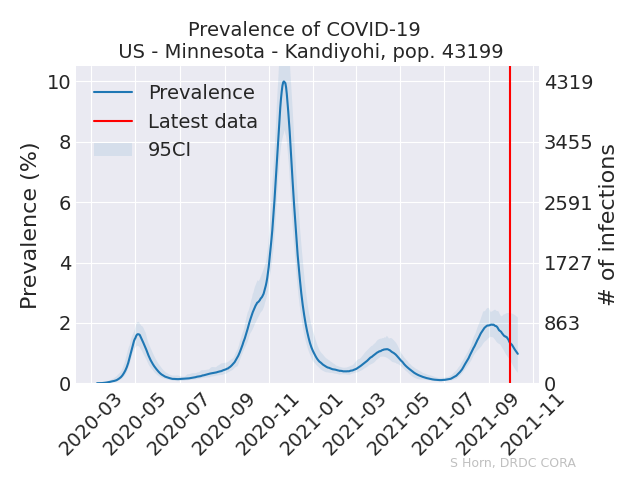 Prevalence of COVID-19
US - Minnesota - Kandiyohi, pop. 43199
Prevalence
Latest data
95CI
Prevalence (%)
10
8
6
4
2
0
4319
3455
2591
1727
863
0
# of infections
2020-03
2020-05
2020-07
2020-09
2020-11
2021-01
2021-03
2021-05
2021-07
2021-09
2021-11
S Horn, DRDC CORA